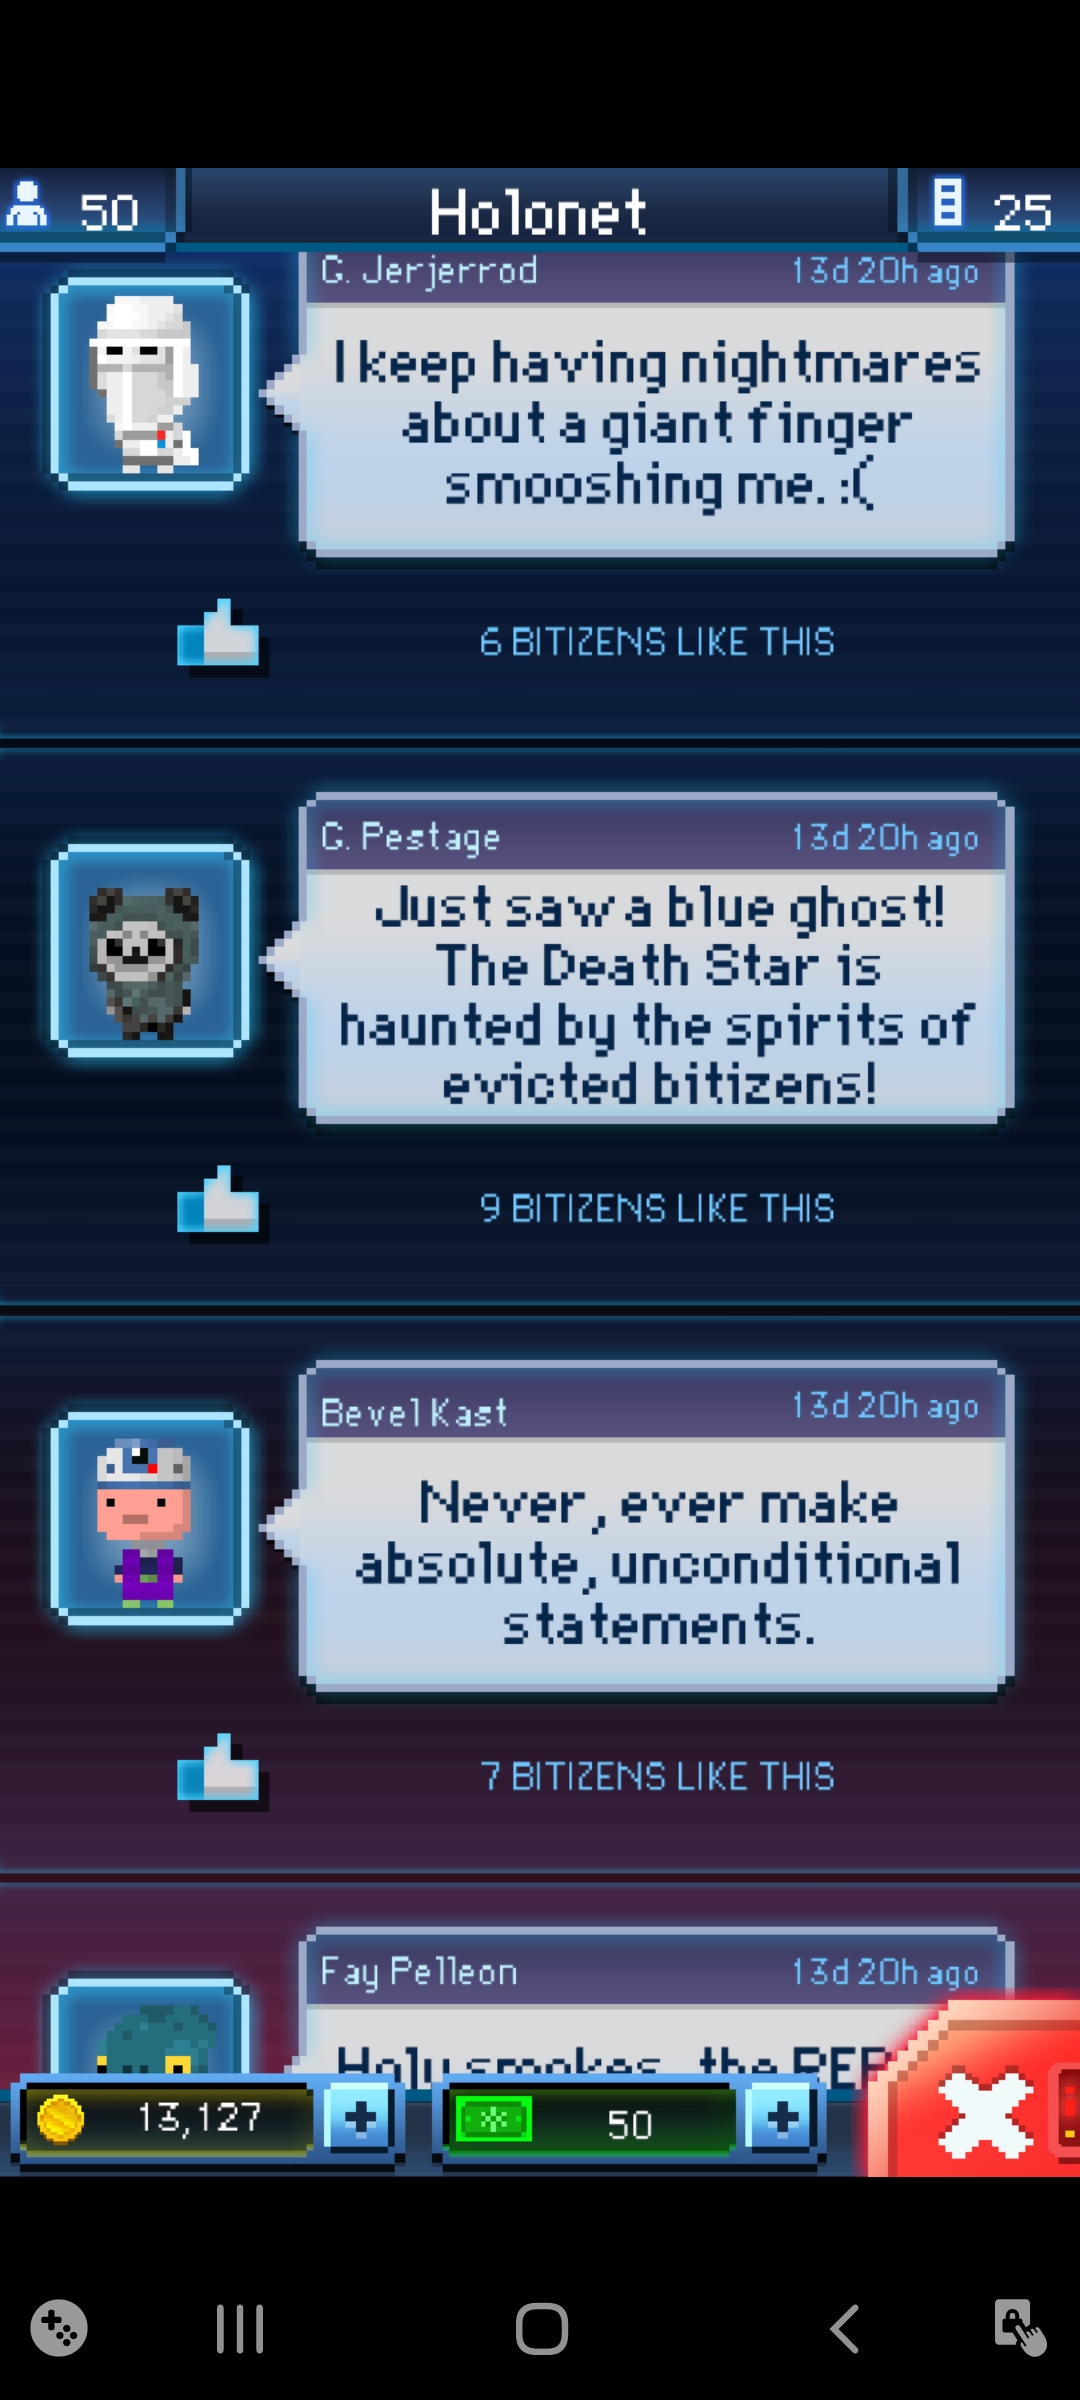 50
Holonet
25
G. Jerjerrod
13d 20h ago
I keep having nightmares
about a giant finger
smooshing me. :(
6 BITIZENS LIKE THIS
G. Pestage
13d 20h ago
Just saw a blue ghost!
The Death Star is
haunted by the spirits of
evicted bitizens!
9 BITIZENS LIKE THIS
Bevel Kast
13d 20h ago
Never, ever make
absolute, unconditional
statements.
7 BITIZENS LIKE THIS
Fay Pelleon
13d 20h ago
Holy smokes, the
13,127
50